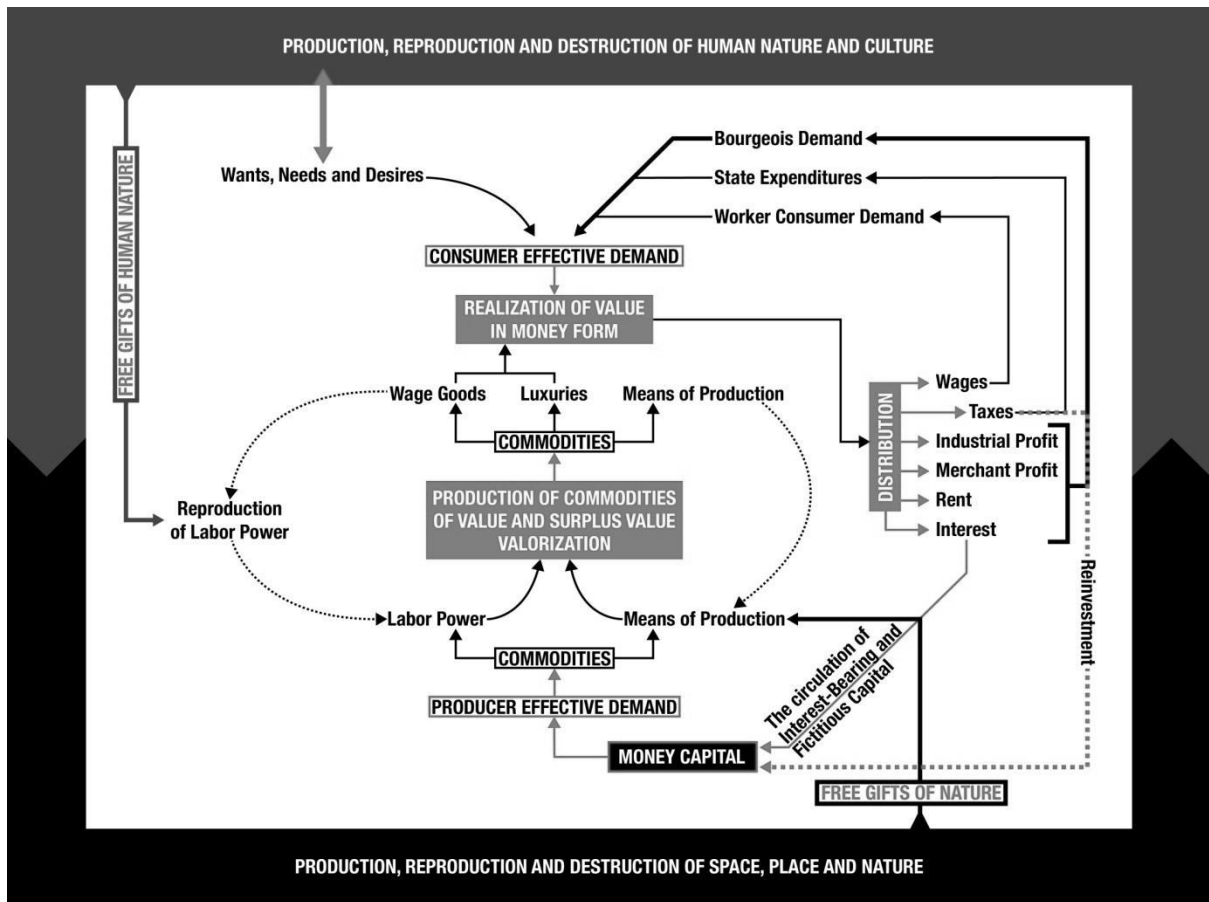 PRODUCTION, REPRODUCTION AND DESTRUCTION OF HUMAN NATURE AND CULTURE
FREE GIFTS OF HUMAN NATURE
Wants, Needs and Desires
Bourgeois Demand
State Expenditures
Worker Consumer Demand
CONSUMER EFFECTIVE DEMAND
REALIZATION OF VALUE
IN MONEY FORM
Wage Goods
Luxuries
Means of Production
COMMODITIES
DISTRIBUTION
Wages
Taxes
Industrial Profit
Merchant Profit
Rent
Interest
PRODUCTION OF COMMODITIES
OF VALUE AND SURPLUS VALUE
VALORIZATION
Reproduction
of Labor Power
Labor Power
Means of Production
COMMODITIES
PRODUCER EFFECTIVE DEMAND
MONEY CAPITAL
The circulation of
Interest-Bearing and
Fictitious Capital
Reinvestment
FREE GIFTS OF NATURE
PRODUCTION, REPRODUCTION AND DESTRUCTION OF SPACE, PLACE AND NATURE